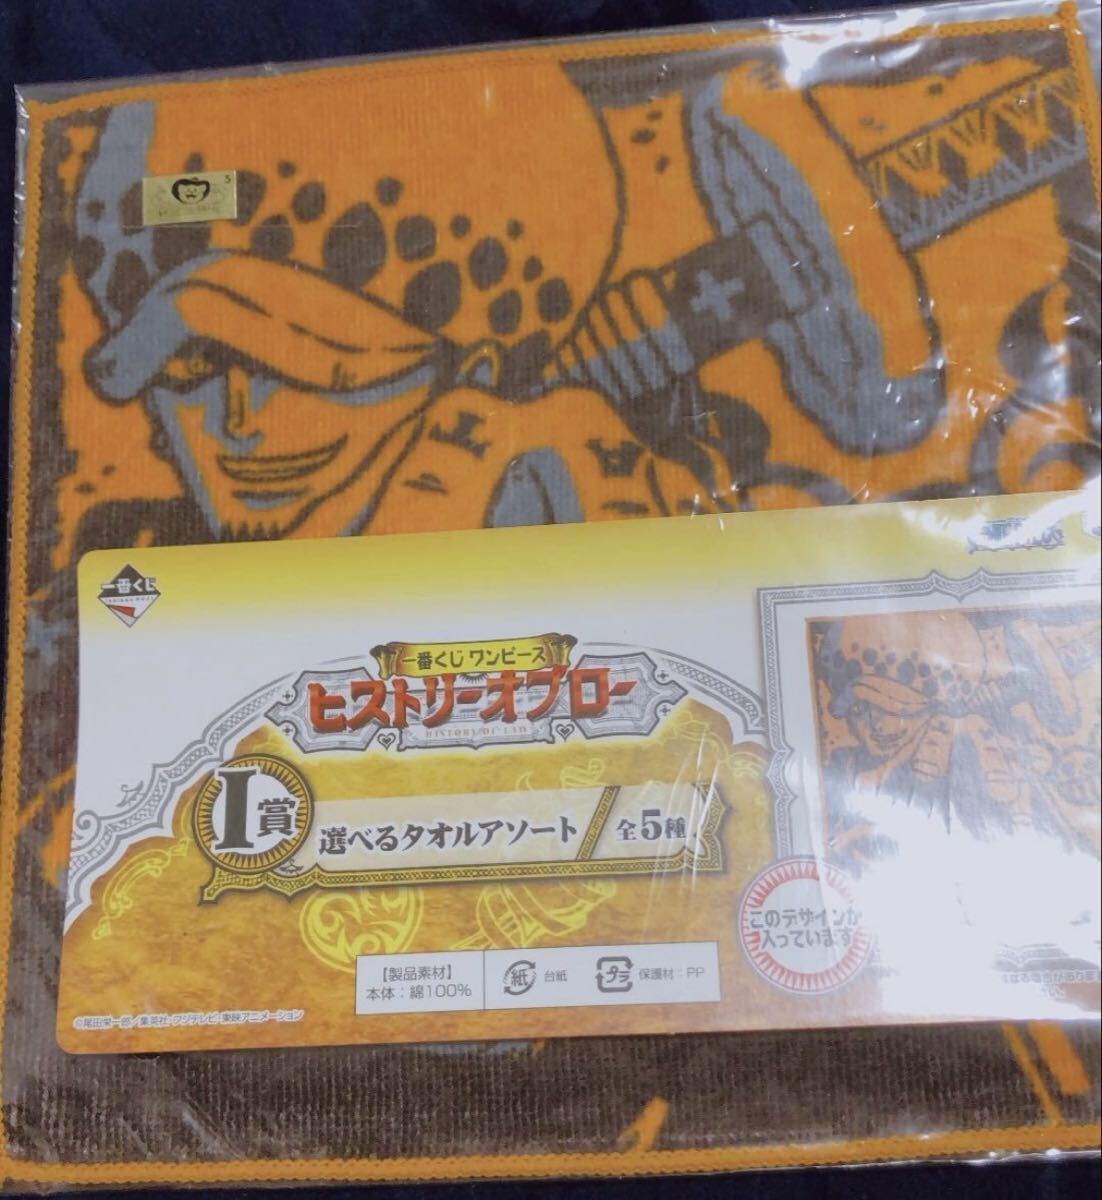 5
一番くじ
一番くじ ワンピース
ヒストリーオブロー
HISTORY OF LAW
I賞
選べるタオルアソート/全5種
このデザインが
入っています
【製品素材】
本体：綿100%
紙 台紙
プラ 保護材：PP
©尾田栄一郎／集英社・フジテレビ・東映アニメーション